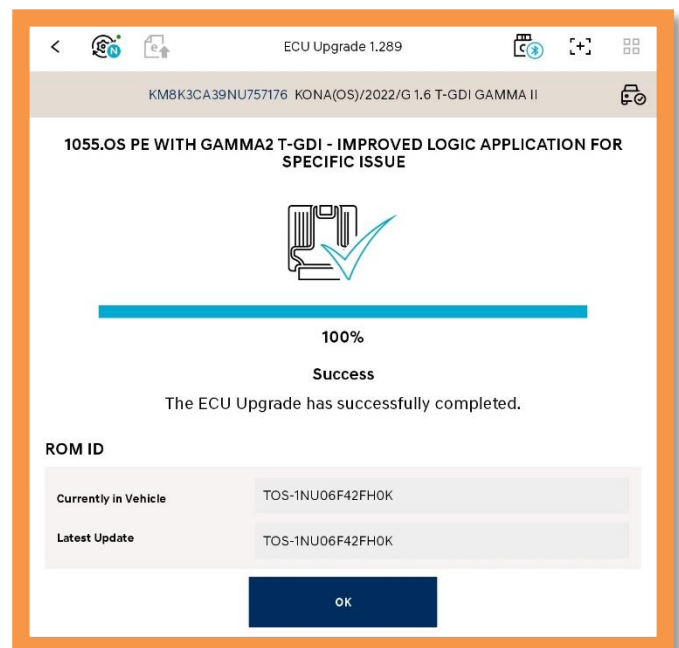 ECU Upgrade 1.289
KM8K3CA39NU757176 KONA(OS)/2022/G 1.6 T-GDI GAMMA II
1055.OS PE WITH GAMMA2 T-GDI - IMPROVED LOGIC APPLICATION FOR
SPECIFIC ISSUE
100%
Success
The ECU Upgrade has successfully completed.
ROM ID
Currently in Vehicle TOS-1NU06F42FH0K
Latest Update TOS-1NU06F42FH0K
OK